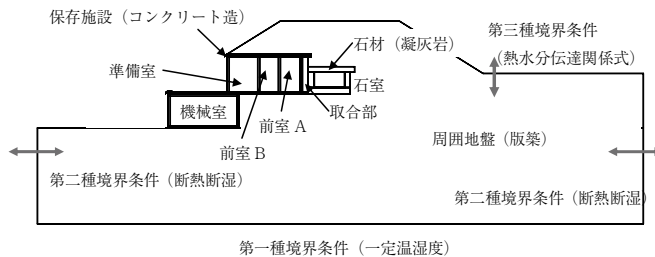 保存施設（コンクリート造）
石材（凝灰岩）
第三種境界条件
（熱水分伝達関係式）
準備室
石室
機械室
取合部
前室 A
前室 B
周囲地盤（版築）
第二種境界条件（断熱断湿）
第二種境界条件（断熱断湿）
第一種境界条件（一定温湿度）